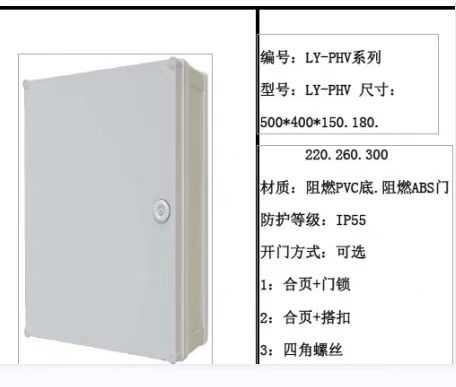 编号：LY-PHV系列
型号：LY-PHV 尺寸：
500*400*150.180.
220.260.300
材质：阻燃PVC底.阻燃ABS门
防护等级：IP55
开门方式：可选
1：合页+门锁
2：合页+搭扣
3：四角螺丝